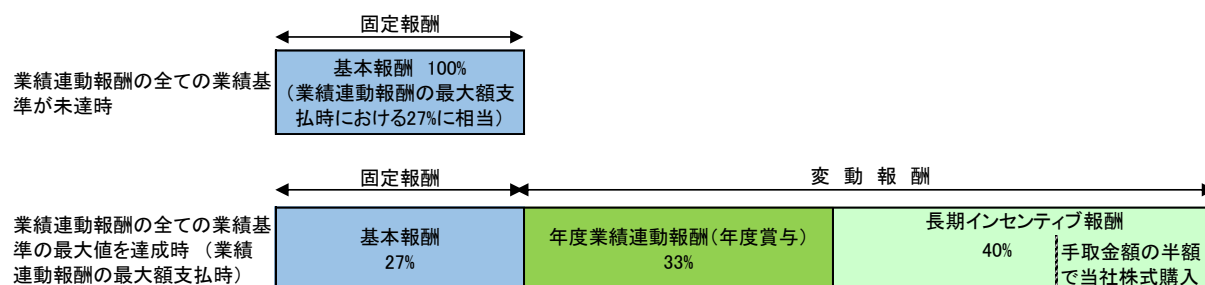 固定報酬
業績連動報酬の全ての業績基
準が未達時
基本報酬 100%
（業績連動報酬の最大額支
払時における27%に相当）
固定報酬
変 動 報 酬
業績連動報酬の全ての業績基
準の最大値を達成時 （業績
連動報酬の最大額支払時）
基本報酬
27%
年度業績連動報酬（年度賞与）
33%
長期インセンティブ報酬
40%
手取金額の半額
で当社株式購入